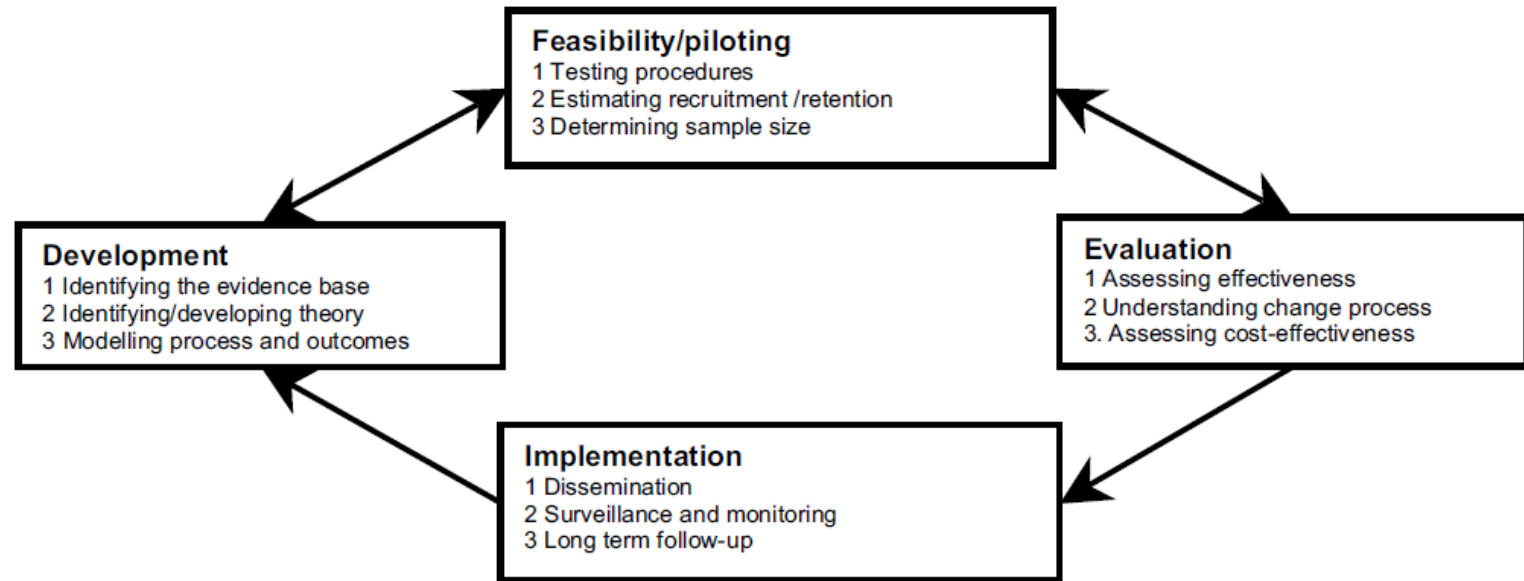 Feasibility/piloting
1 Testing procedures
2 Estimating recruitment /retention
3 Determining sample size
Development
1 Identifying the evidence base
2 Identifying/developing theory
3 Modelling process and outcomes
Evaluation
1 Assessing effectiveness
2 Understanding change process
3. Assessing cost-effectiveness
Implementation
1 Dissemination
2 Surveillance and monitoring
3 Long term follow-up